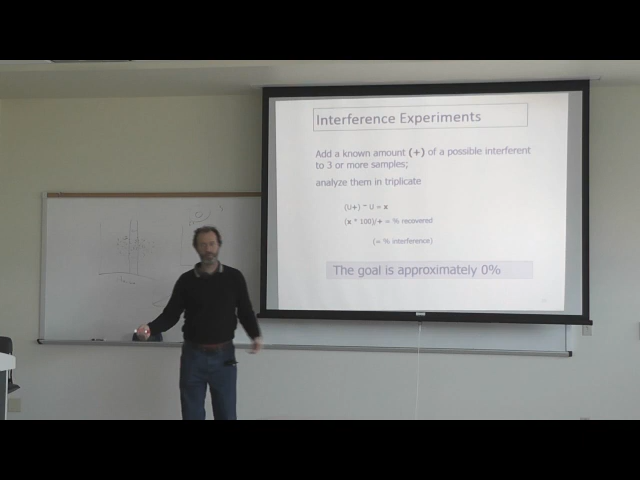 Interference Experiments
Add a known amount (+) of a possible interferent
to 3 or more samples;
analyze them in triplicate
(U+) - U = x
(x * 100)/+ = % recovered
(= % interference)
The goal is approximately 0%